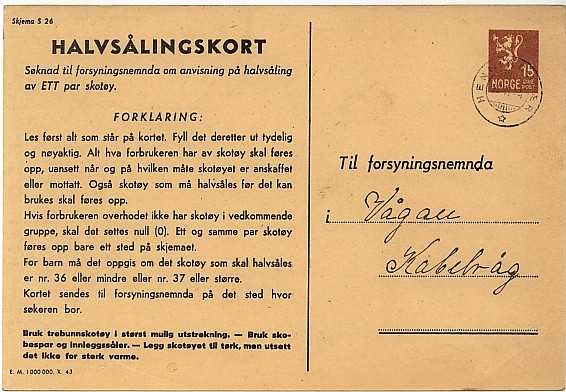 Skjema S 26
HALVSÅLINGSKORT
Søknad til forsyningsnemnda om anvisning på halvsåling
av ETT par skotøy.
FORKLARING:
Les først alt som står på kortet. Fyll det deretter ut tydelig
og nøyaktig. Alt hva forbrukeren har av skotøy skal føres
opp, uansett når og på hvilken måte skotøyet er anskaffet
eller mottatt. Også skotøy som må halvsåles før det kan
brukes skal føres opp.
Hvis forbrukeren overhodet ikke har skotøy i vedkommende
gruppe, skal det settes null (0). Ett og samme par skotøy
føres opp bare ett sted på skjemaet.
For barn må det oppgis om det skotøy som skal halvsåles
er nr. 36 eller mindre eller nr. 37 eller større.
Kortet sendes til forsyningsnemnda på det sted hvor
søkeren bor.
Bruk trebunnskotøy i størst mulig utstrekning. — Bruk sko-
bespar og innleggssåler. — Legg skotøyet til tørk, men utsett
det ikke for sterk varme.
E. M. 1 000 000. X. 43
15
NORGE ØRE
POST
Til forsyningsnemnda
i Vågan
Kabelvåg